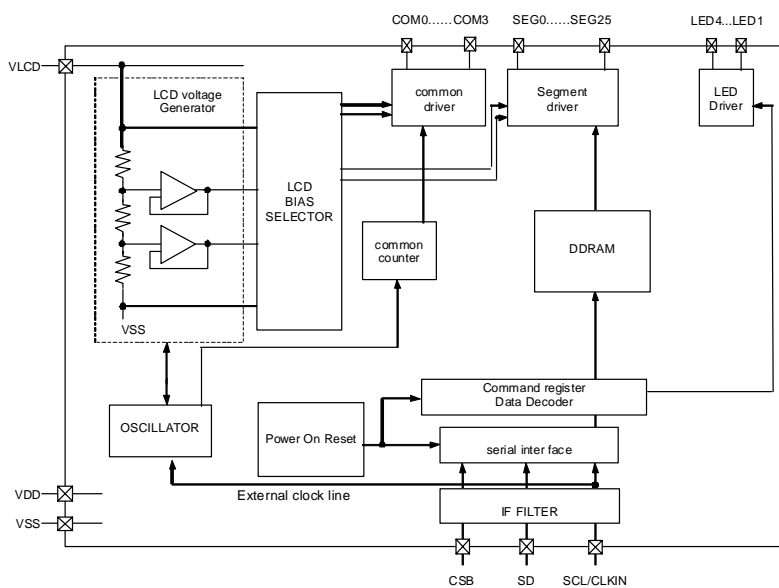 COM0......COM3
SEG0......SEG25
LED4...LED1
VLCD
LCD voltage
Generator
common
driver
Segment
driver
LED
Driver
LCD
BIAS
SELECTOR
common
counter
DDRAM
VSS
Command register
Data Decoder
OSCILLATOR
Power On Reset
serial inter face
VDD
External clock line
VSS
IF FILTER
CSB
SD
SCL/CLKIN